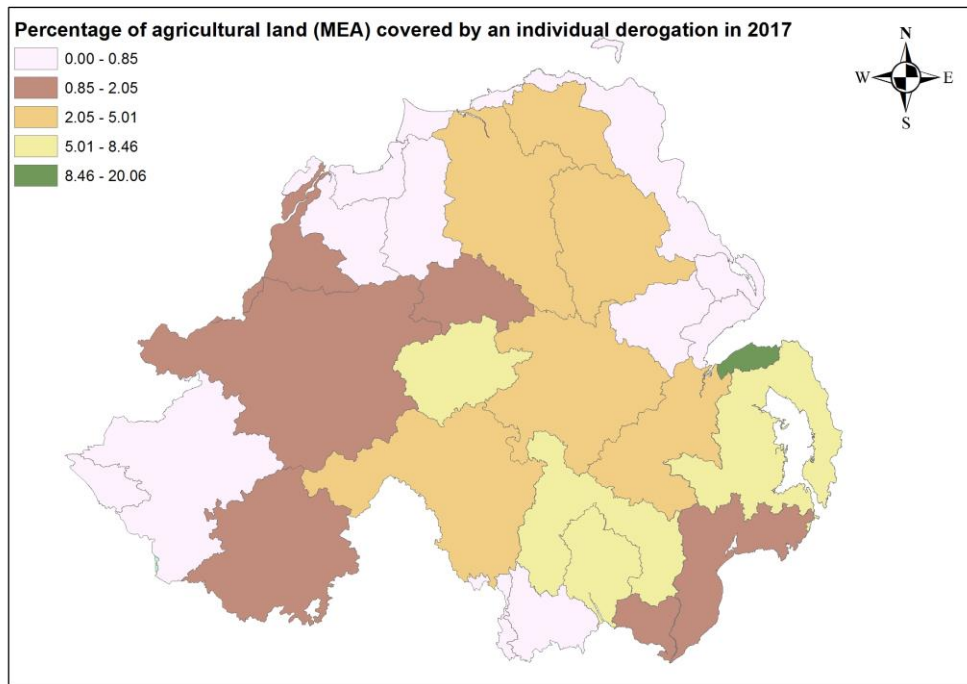 Percentage of agricultural land (MEA) covered by an individual derogation in 2017
0.00 - 0.85
0.85 - 2.05
2.05 - 5.01
5.01 - 8.46
8.46 - 20.06
N
W E
S